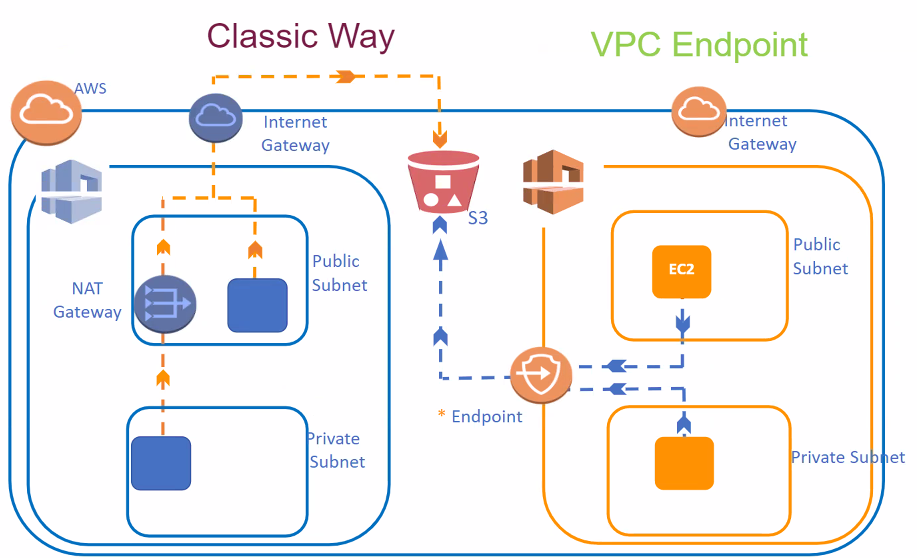 Classic Way
VPC Endpoint
AWS
Internet
Gateway
Internet
Gateway
S3
Public
Subnet
NAT
Gateway
Public
Subnet
EC2
* Endpoint
Private
Subnet
Private Subnet